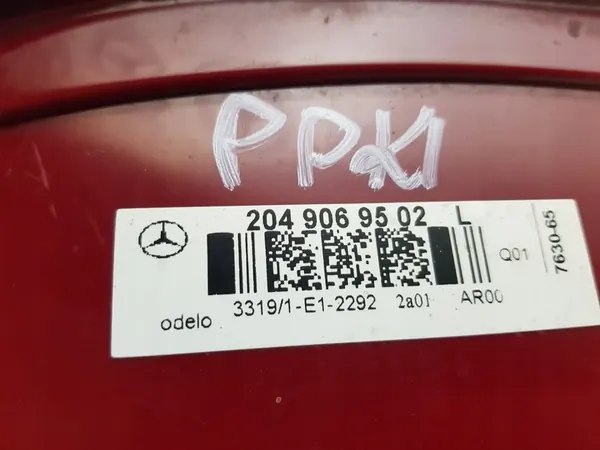 PPK1
204 906 95 02 L
Q01
7630-65
odelo 3319/1-E1-2292 2a01 AR00